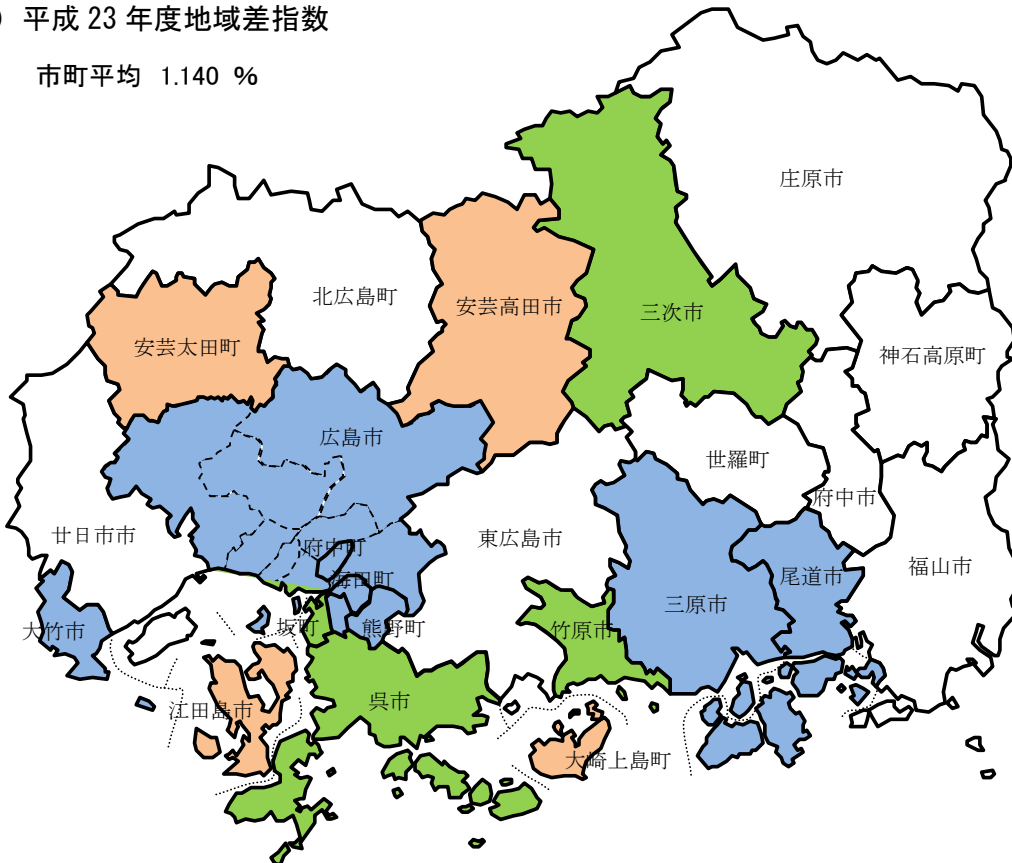 ) 平成 23 年度地域差指数
市町平均 1.140 %
庄原市
北広島町
安芸高田市
三次市
安芸太田町
神石高原町
広島市
世羅町
府中市
廿日市市
府中町
東広島市
福山市
海田町
尾道市
三原市
大竹市
坂町
熊野町
竹原市
江田島市
呉市
大崎上島町